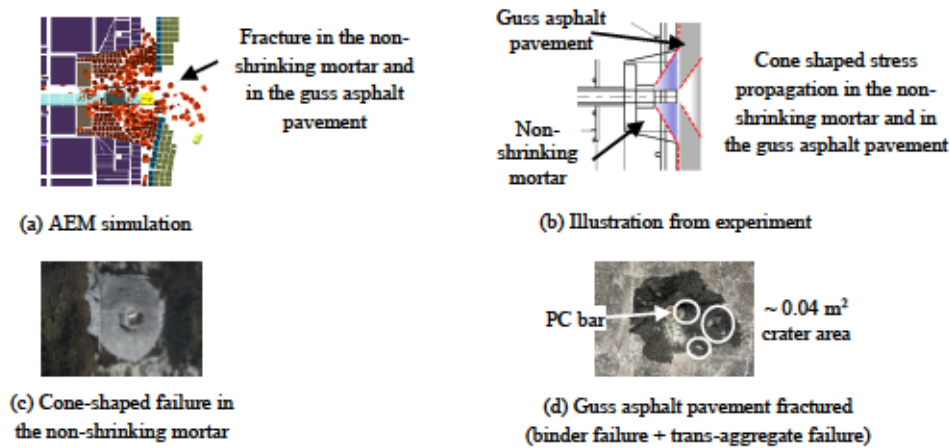 Fracture in the non-
shrinking mortar and
in the guss asphalt
pavement
(a) AEM simulation
Guss asphalt
pavement
Non-
shrinking
mortar
Cone shaped stress
propagation in the non-
shrinking mortar and in
the guss asphalt pavement
(b) Illustration from experiment
(c) Cone-shaped failure in
the non-shrinking mortar
PC bar
~ 0.04 m²
crater area
(d) Guss asphalt pavement fractured
(binder failure + trans-aggregate failure)